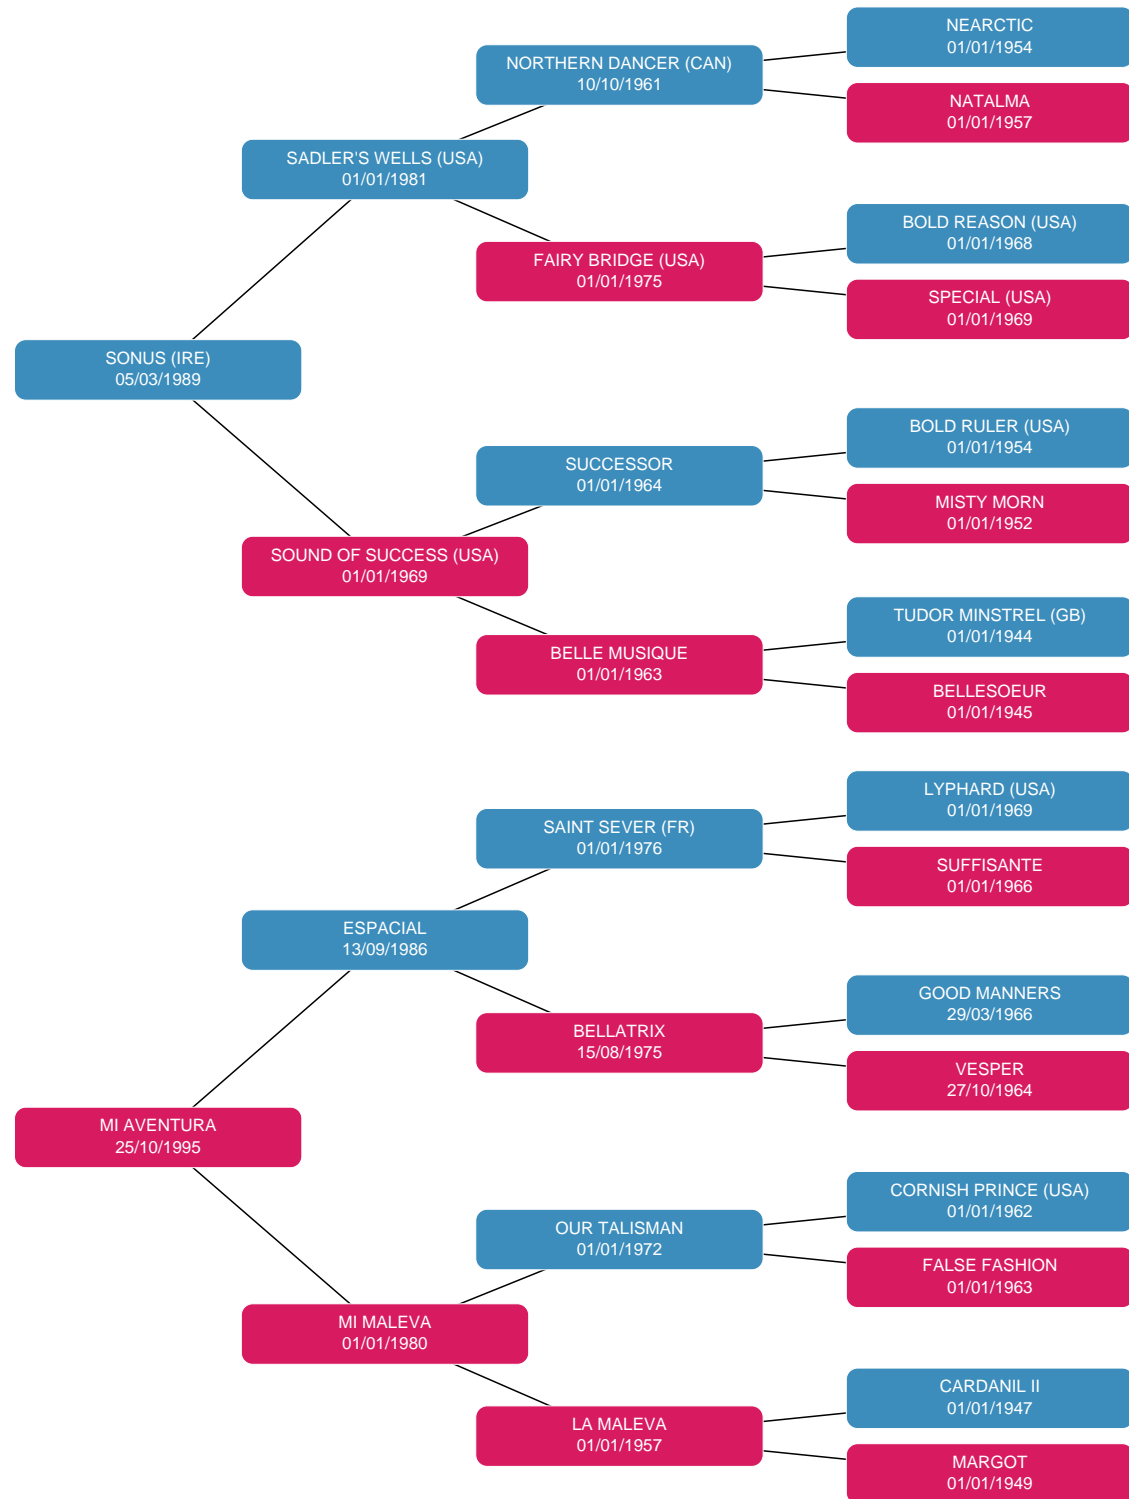 NEARCTIC
01/01/1954
NORTHERN DANCER (CAN)
10/10/1961
NATALMA
01/01/1957
SADLER'S WELLS (USA)
01/01/1981
BOLD REASON (USA)
01/01/1968
FAIRY BRIDGE (USA)
01/01/1975
SPECIAL (USA)
01/01/1969
SONUS (IRE)
05/03/1989
BOLD RULER (USA)
01/01/1954
SUCCESSOR
01/01/1964
MISTY MORN
01/01/1952
SOUND OF SUCCESS (USA)
01/01/1969
TUDOR MINSTREL (GB)
01/01/1944
BELLE MUSIQUE
01/01/1963
BELLESOEUR
01/01/1945
LYPHARD (USA)
01/01/1969
SAINT SEVER (FR)
01/01/1976
SUFFISANTE
01/01/1966
ESPACIAL
13/09/1986
GOOD MANNERS
29/03/1966
BELLATRIX
15/08/1975
VESPER
27/10/1964
MI AVENTURA
25/10/1995
CORNISH PRINCE (USA)
01/01/1962
OUR TALISMAN
01/01/1972
FALSE FASHION
01/01/1963
MI MALEVA
01/01/1980
CARDANIL II
01/01/1947
LA MALEVA
01/01/1957
MARGOT
01/01/1949